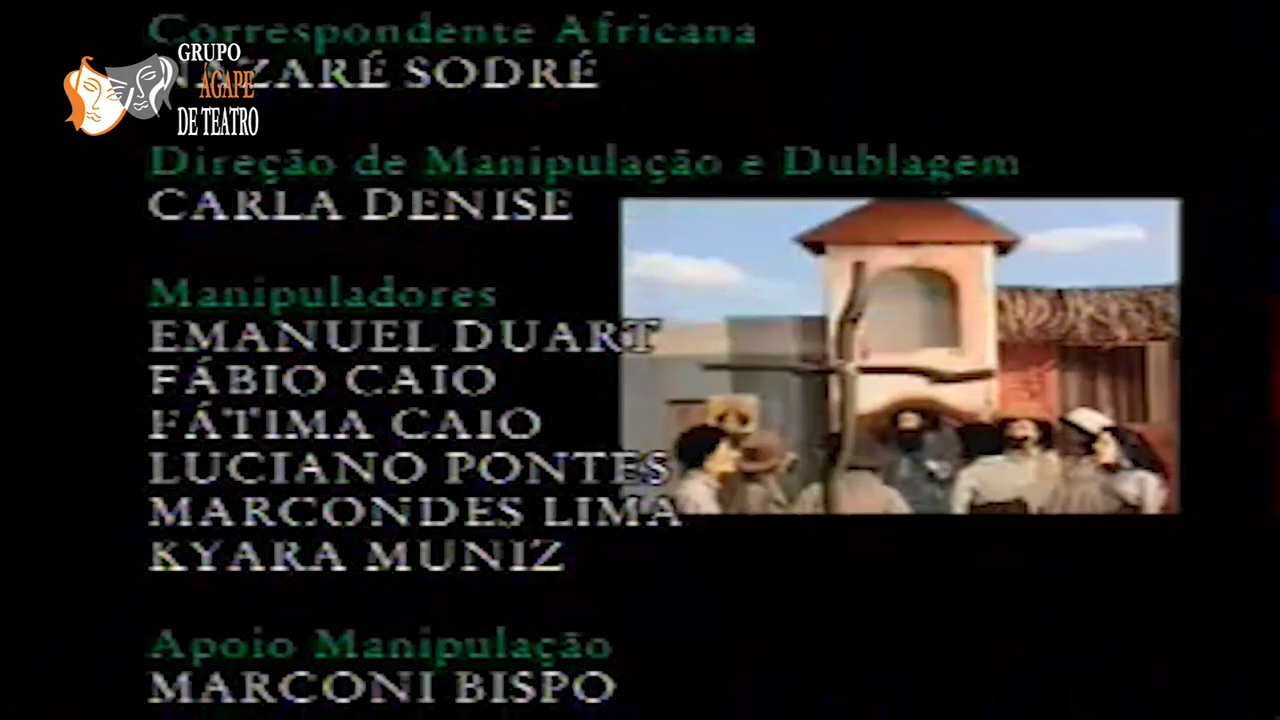 Correspondente Africana
NAZARÉ SODRÉ
GRUPO
ÁGAPE
DE TEATRO
Direção de Manipulação e Dublagem
CARLA DENISE
Manipuladores
EMANUEL DUART
FÁBIO CAIO
FÁTIMA CAIO
LUCIANO PONTES
MARCONDES LIMA
KYARA MUNIZ
Apoio Manipulação
MARCONI BISPO